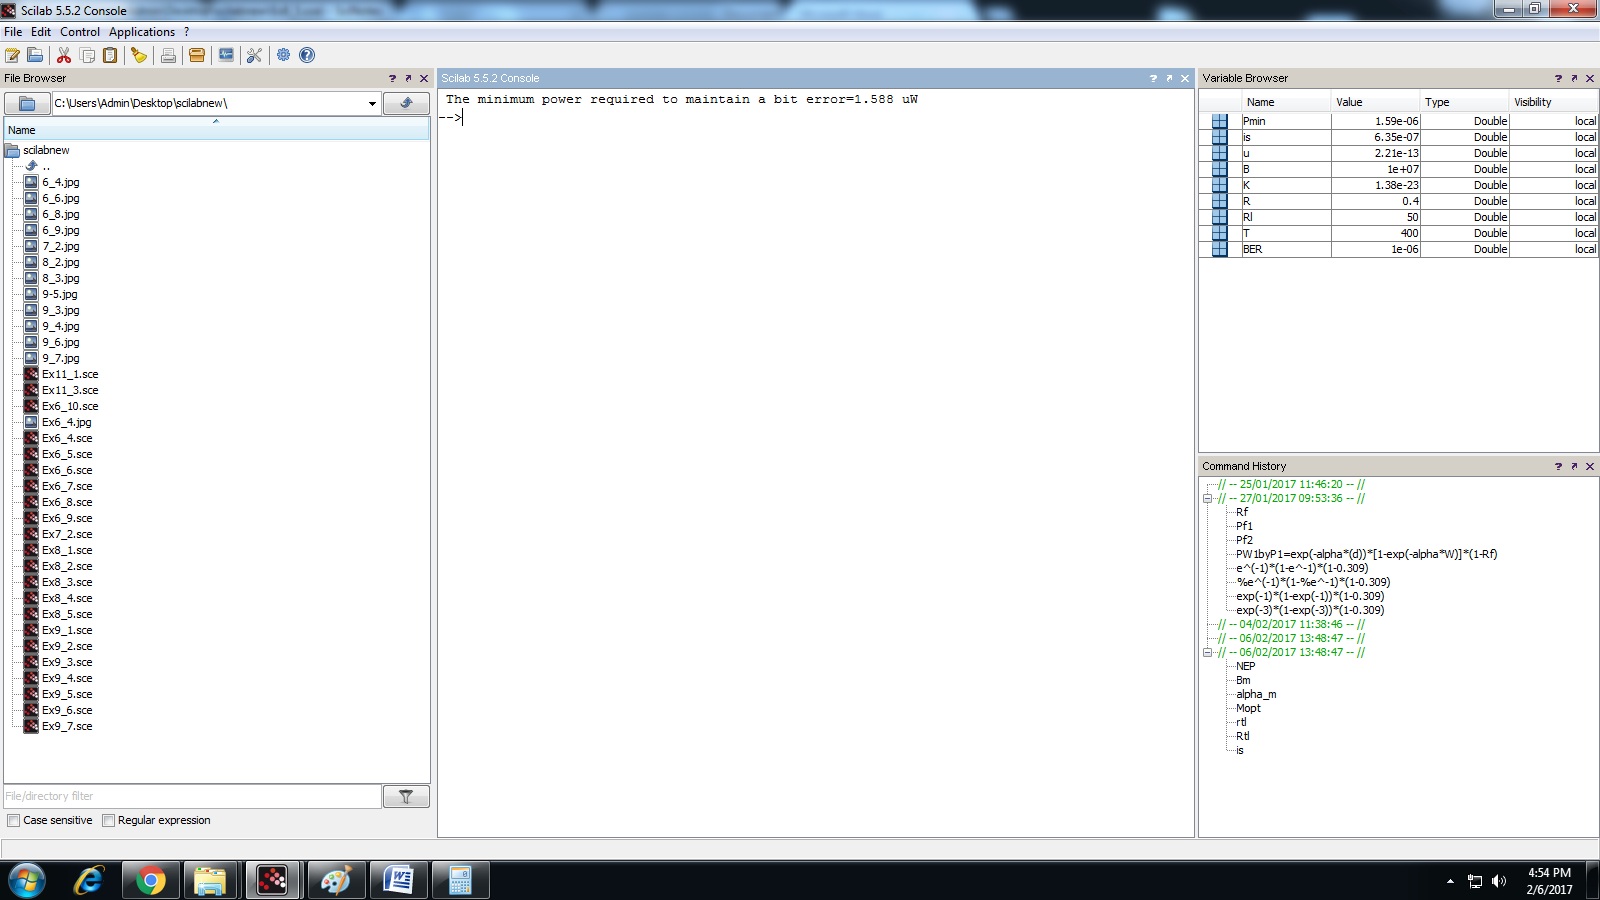 Scilab 5.5.2 Console
File Edit Control Applications ?
File Browser
C:\Users\Admin\Desktop\scilabnew\
Name
scilabnew
..
6_4.jpg
6_6.jpg
6_8.jpg
6_9.jpg
7_2.jpg
8_2.jpg
8_3.jpg
9-5.jpg
9_3.jpg
9_4.jpg
9_6.jpg
9_7.jpg
Ex11_1.sce
Ex11_3.sce
Ex6_10.sce
Ex6_4.jpg
Ex6_4.sce
Ex6_5.sce
Ex6_6.sce
Ex6_7.sce
Ex6_8.sce
Ex6_9.sce
Ex7_2.sce
Ex8_1.sce
Ex8_2.sce
Ex8_3.sce
Ex8_4.sce
Ex8_5.sce
Ex9_1.sce
Ex9_2.sce
Ex9_3.sce
Ex9_4.sce
Ex9_5.sce
Ex9_6.sce
Ex9_7.sce
File/directory filter
Case sensitive Regular expression
Scilab 5.5.2 Console
The minimum power required to maintain a bit error=1.588 uW
-->
Variable Browser
Name Value Type Visibility
Pmin 1.59e-06 Double local
is 6.35e-07 Double local
u 2.21e-13 Double local
B 1e+07 Double local
K 1.38e-23 Double local
R 0.4 Double local
Rl 50 Double local
T 400 Double local
BER 1e-06 Double local
Command History
// -- 25/01/2017 11:46:20 -- //
// -- 27/01/2017 09:53:36 -- //
Rf
Pf1
Pf2
PW1byP1=exp(-alpha*(d))*[1-exp(-alpha*W)]*(1-Rf)
e^(-1)*(1-e^-1)*(1-0.309)
%e^(-1)*(1-%e^-1)*(1-0.309)
exp(-1)*(1-exp(-1))*(1-0.309)
exp(-3)*(1-exp(-3))*(1-0.309)
// -- 04/02/2017 11:38:46 -- //
// -- 06/02/2017 13:48:47 -- //
// -- 06/02/2017 13:48:47 -- //
NEP
Bm
alpha_m
Mopt
rtl
Rtl
is
4:54 PM
2/6/2017